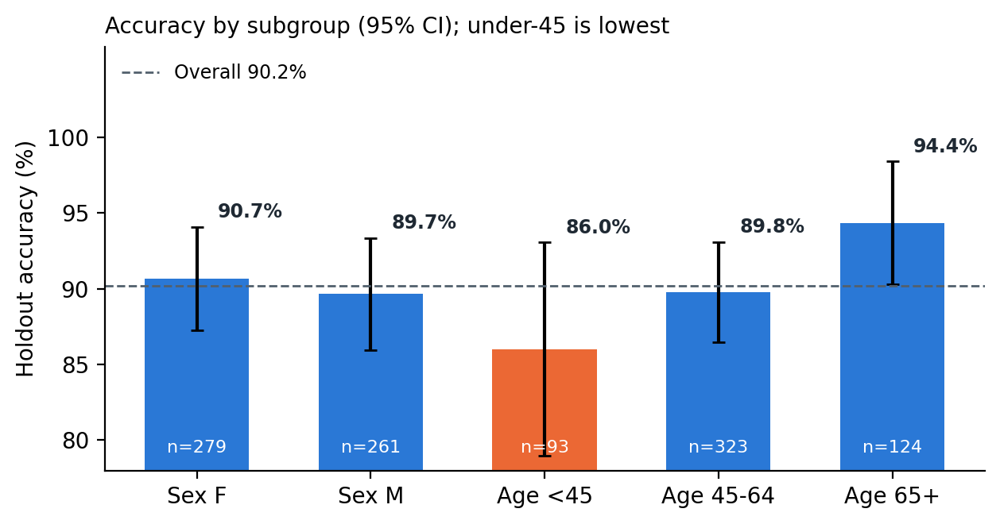 Accuracy by subgroup (95% CI); under-45 is lowest
Overall 90.2%
Holdout accuracy (%)
100
95
90
85
80
90.7%
89.7%
86.0%
89.8%
94.4%
n=279
n=261
n=93
n=323
n=124
Sex F
Sex M
Age <45
Age 45-64
Age 65+